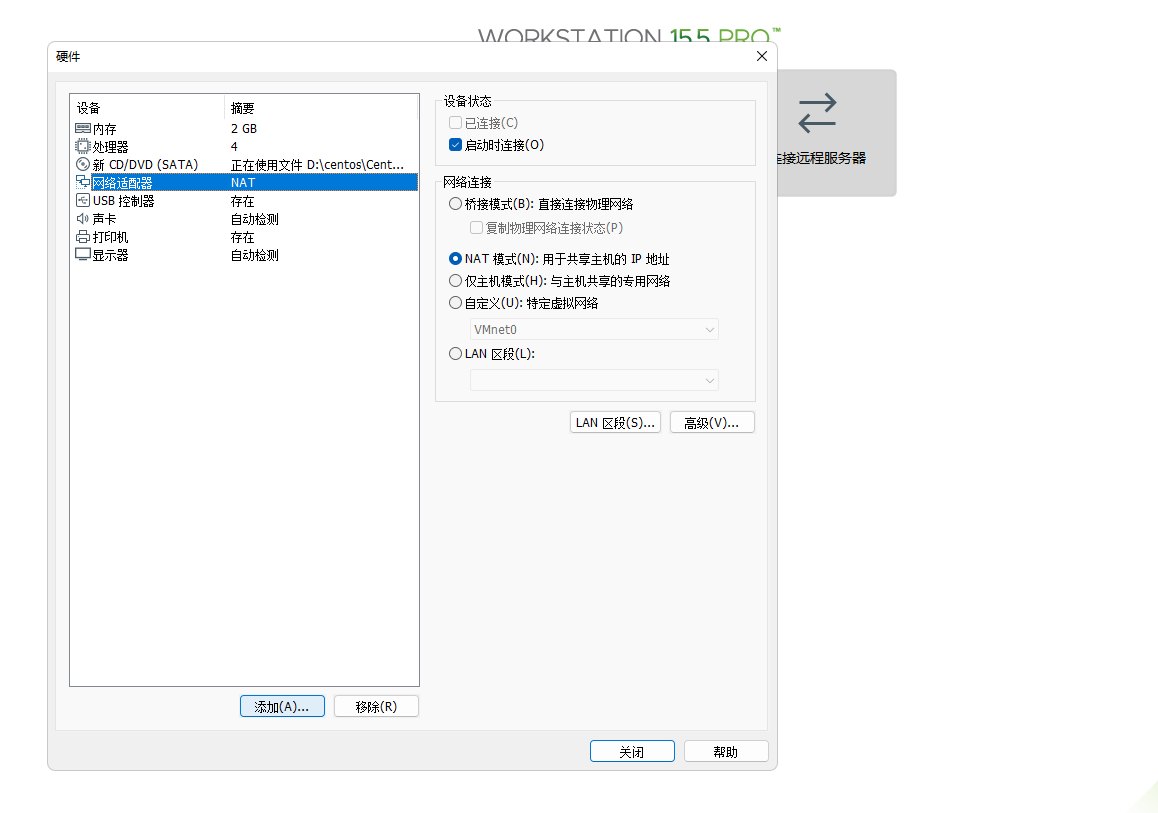 WORKSTATION 15.5 PRO™
硬件
设备 摘要
内存 2 GB
处理器 4
新 CD/DVD (SATA) 正在使用文件 D:\centos\Cent...
网络适配器 NAT
USB 控制器 存在
声卡 自动检测
打印机 存在
显示器 自动检测
添加(A)... 移除(R)
设备状态
已连接(C)
启动时连接(O)
网络连接
桥接模式(B): 直接连接物理网络
复制物理网络连接状态(P)
NAT 模式(N): 用于共享主机的 IP 地址
仅主机模式(H): 与主机共享的专用网络
自定义(U): 特定虚拟网络
VMnet0
LAN 区段(L):
LAN 区段(S)... 高级(V)...
关闭 帮助
接远程服务器